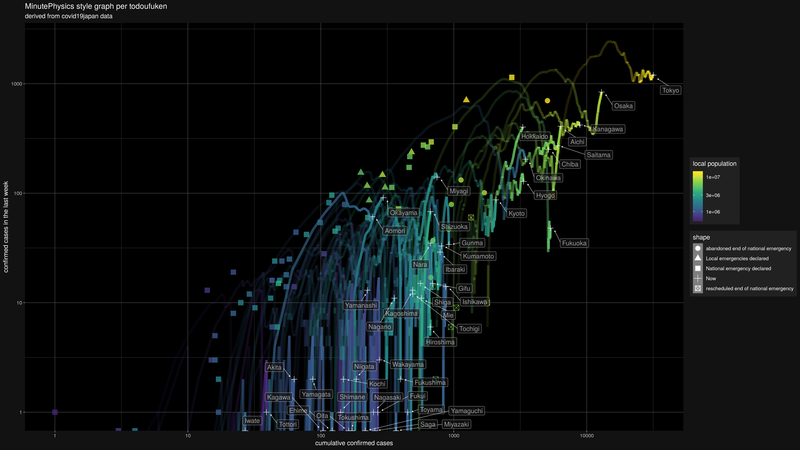 MinutePhysics style graph per todoufuken
derived from covid19japan data
confirmed cases in the last week
1000
100
10
1
Tokyo
Osaka
Kanagawa
Hokkaido
Aichi
Saitama
Chiba
Okinawa
Miyagi
Hyogo
Okayama
Kyoto
Shizuoka
Aomori
Gunma
Fukuoka
Kumamoto
Nara
Ibaraki
Gifu
Yamanashi
Shiga
Ishikawa
Kagoshima
Mie
Nagano
Tochigi
Hiroshima
Akita
Niigata
Wakayama
Kochi
Fukushima
Kagawa
Yamagata
Shimane
Nagasaki
Fukui
Ehime
Oita
Tokushima
Toyama
Yamaguchi
Iwate
Tottori
Saga
Miyazaki
1
10
100
1000
10000
cumulative confirmed cases
local population
1e+07
3e+06
1e+06
shape
abandoned end of national emergency
Local emergencies declared
National emergency declared
Now
rescheduled end of national emergency